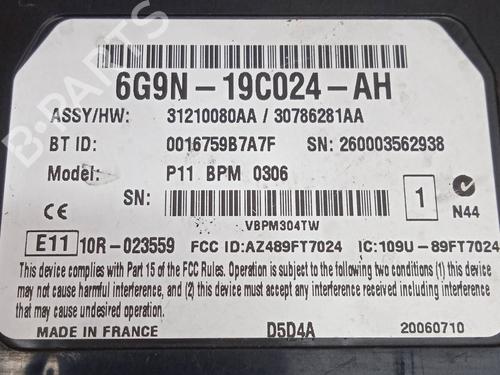 6G9N-19C024-AH
ASSY/HW: 31210080AA / 30786281AA
BT ID: 0016759B7A7F SN: 260003562938
Model: P11 BPM 0306
SN:
1
N44
CE
VBPM304TW
E11 10R-023559 FCC ID:AZ489FT7024 IC:109U-89FT7024
This device complies with Part 15 of the FCC Rules. Operation is subject to the following two conditions (1) this device
may not cause harmful interference, and (2) this device must accept any interference received including interference
that may cause undesired operation.
MADE IN FRANCE D5D4A 20060710
B-PARTS